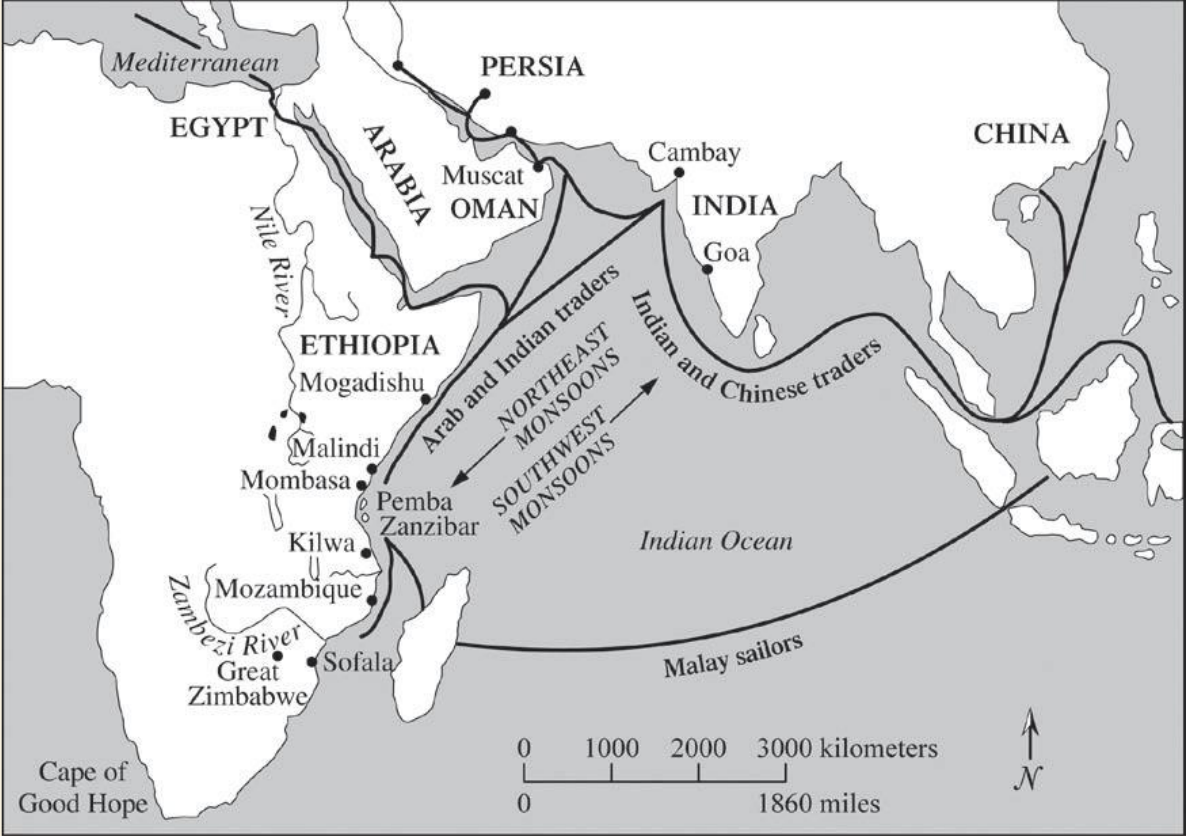 Mediterranean
PERSIA
EGYPT
ARABIA
CHINA
Cambay
Muscat
OMAN
INDIA
Nile River
Goa
Arab and Indian traders
Indian and Chinese traders
ETHIOPIA
NORTHEAST
MONSOONS
Mogadishu
SOUTHWEST
MONSOONS
Malindi
Mombasa
Pemba
Zanzibar
Kilwa
Indian Ocean
Mozambique
Zambezi River
Malay sailors
Great
Zimbabwe
Sofala
0 1000 2000 3000 kilometers
0 1860 miles
N
Cape of
Good Hope